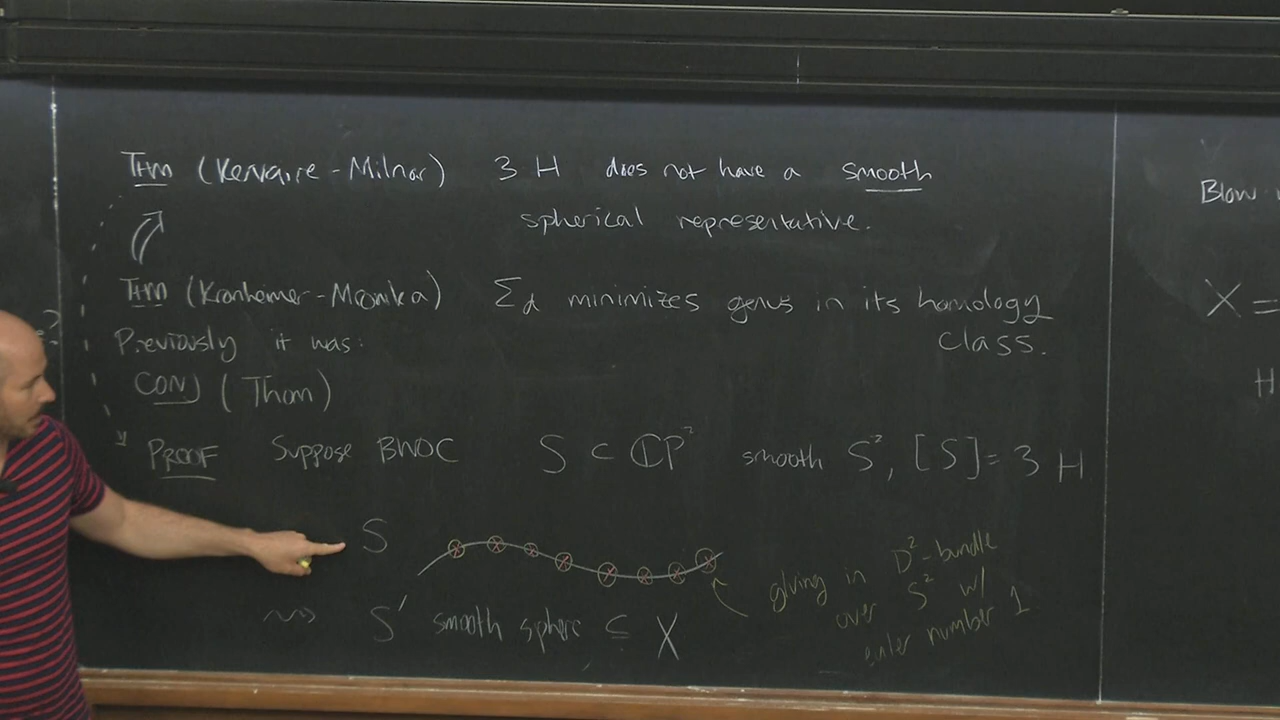 THM (Kervaire - Milnor) 3 H does not have a smooth
spherical representative.
THM (Kronheimer - Mrowka) Σd minimizes genus in its homology
class.
Previously it was:
CONJ (Thom)
PROOF Suppose BWOC S ⊂ ℂP² smooth S², [S] = 3 H
S
gluing in D²-bundle
over S² w/
euler number 1
⇝ S' smooth sphere ⊆ X
Blow
X =
H
?